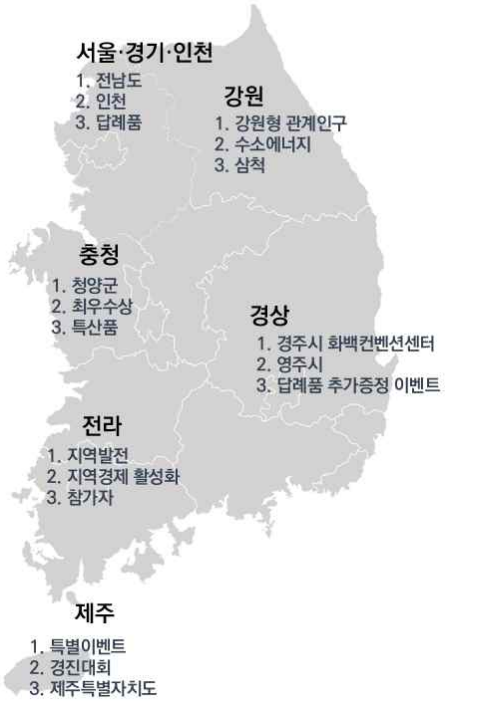 서울·경기·인천
1. 전남도
2. 인천
3. 답례품
강원
1. 강원형 관계인구
2. 수소에너지
3. 삼척
충청
1. 청양군
2. 최우수상
3. 특산품
경상
1. 경주시 화백컨벤션센터
2. 영주시
3. 답례품 추가증정 이벤트
전라
1. 지역발전
2. 지역경제 활성화
3. 참가자
제주
1. 특별이벤트
2. 경진대회
3. 제주특별자치도